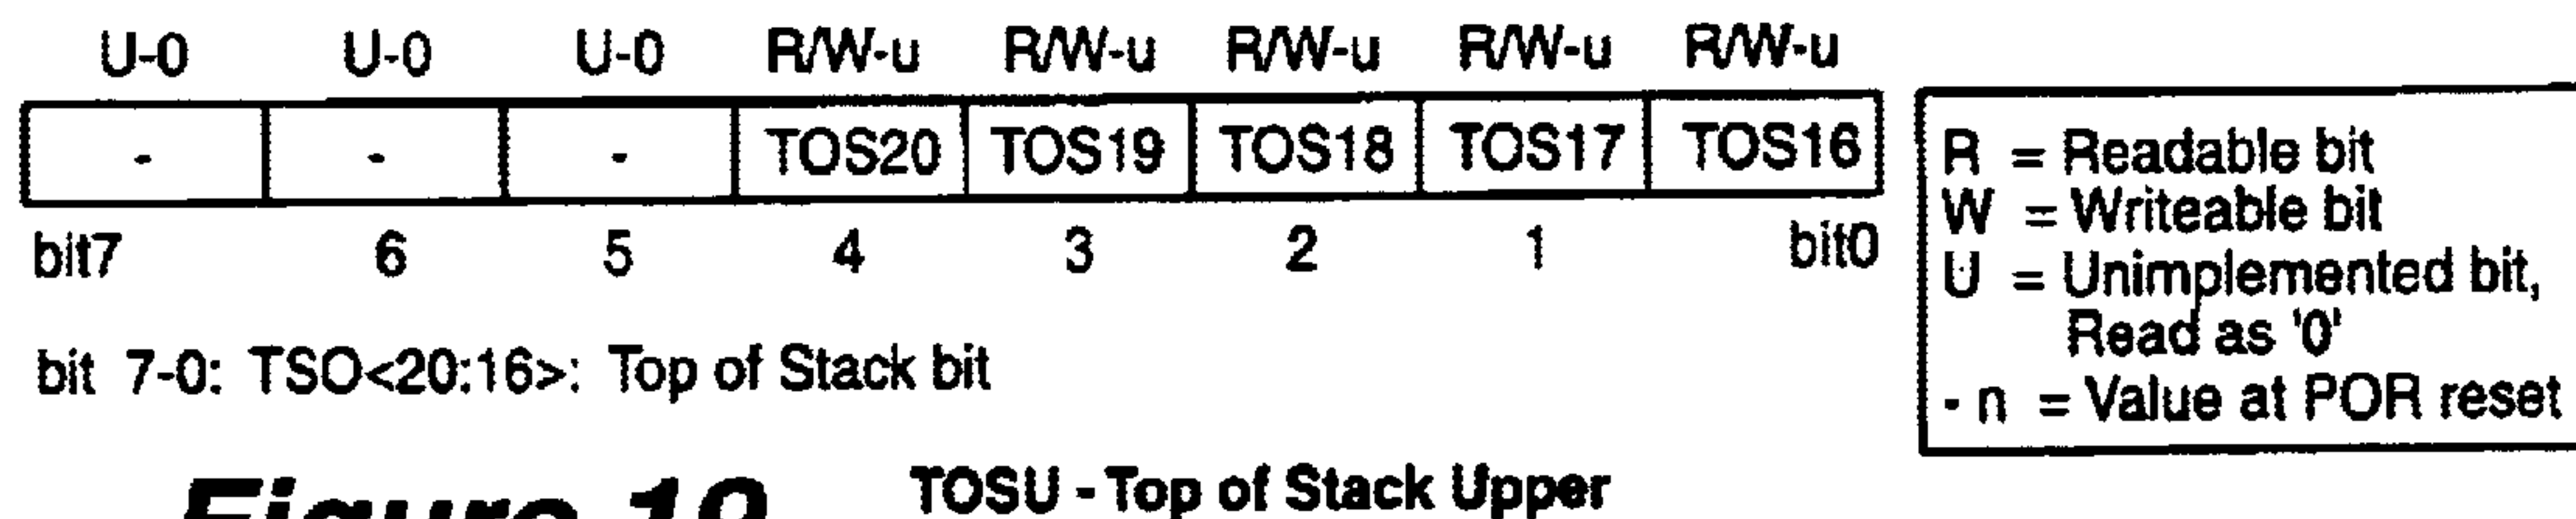 U-0 U-0 U-0 R/W-u R/W-u R/W-u R/W-u R/W-u
- - - TOS20 TOS19 TOS18 TOS17 TOS16
bit7 6 5 4 3 2 1 bit0
bit 7-0: TSO<20:16>: Top of Stack bit
R = Readable bit
W = Writeable bit
U = Unimplemented bit,
Read as '0'
- n = Value at POR reset
TOSU - Top of Stack Upper
Figure